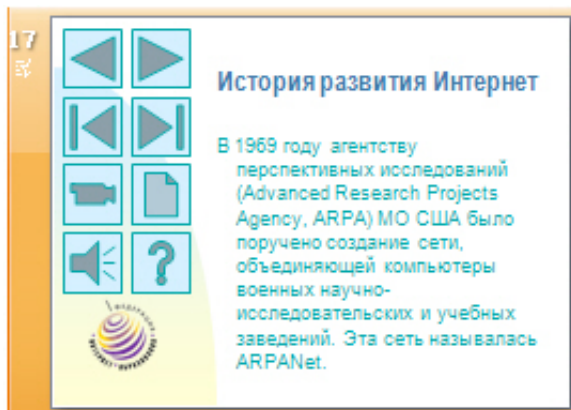 17
История развития Интернет
В 1969 году агентству
перспективных исследований
(Advanced Research Projects
Agency, ARPA) МО США было
поручено создание сети,
объединяющей компьютеры
военных научно-
исследовательских и учебных
заведений. Эта сеть называлась
ARPANet.
?